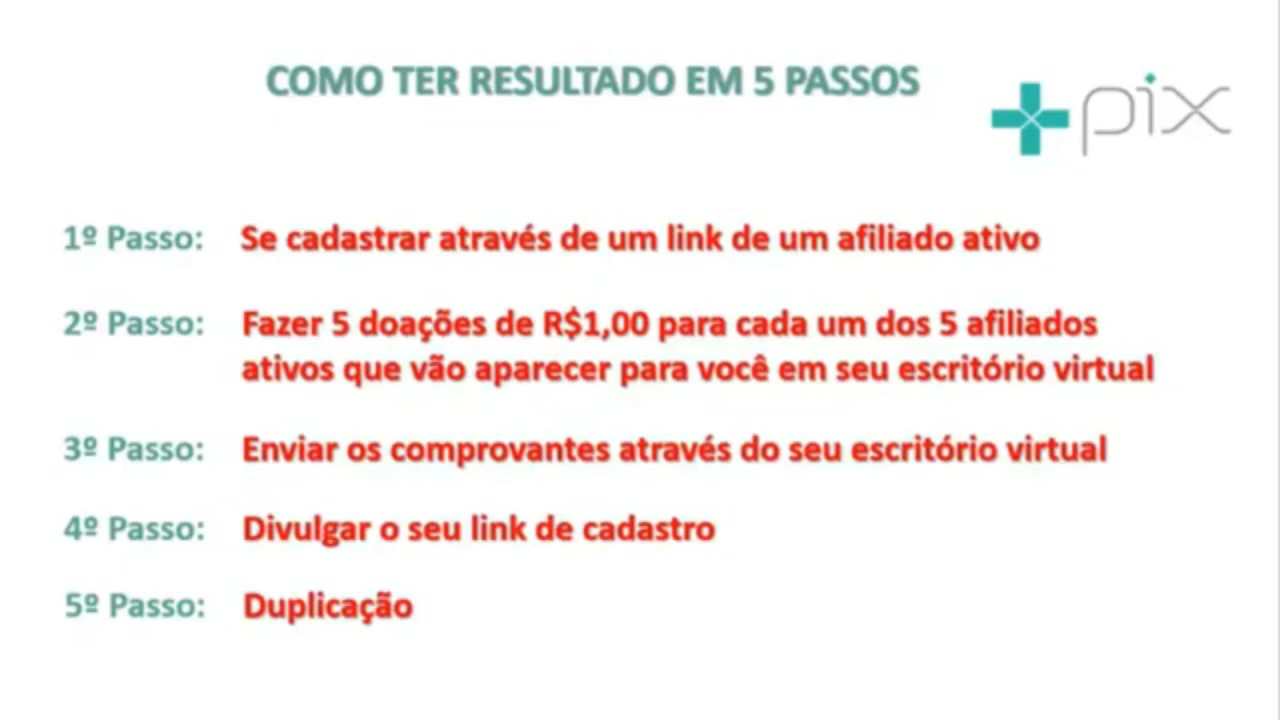 COMO TER RESULTADO EM 5 PASSOS
pix
1º Passo: Se cadastrar através de um link de um afiliado ativo
2º Passo: Fazer 5 doações de R$1,00 para cada um dos 5 afiliados
ativos que vão aparecer para você em seu escritório virtual
3º Passo: Enviar os comprovantes através do seu escritório virtual
4º Passo: Divulgar o seu link de cadastro
5º Passo: Duplicação